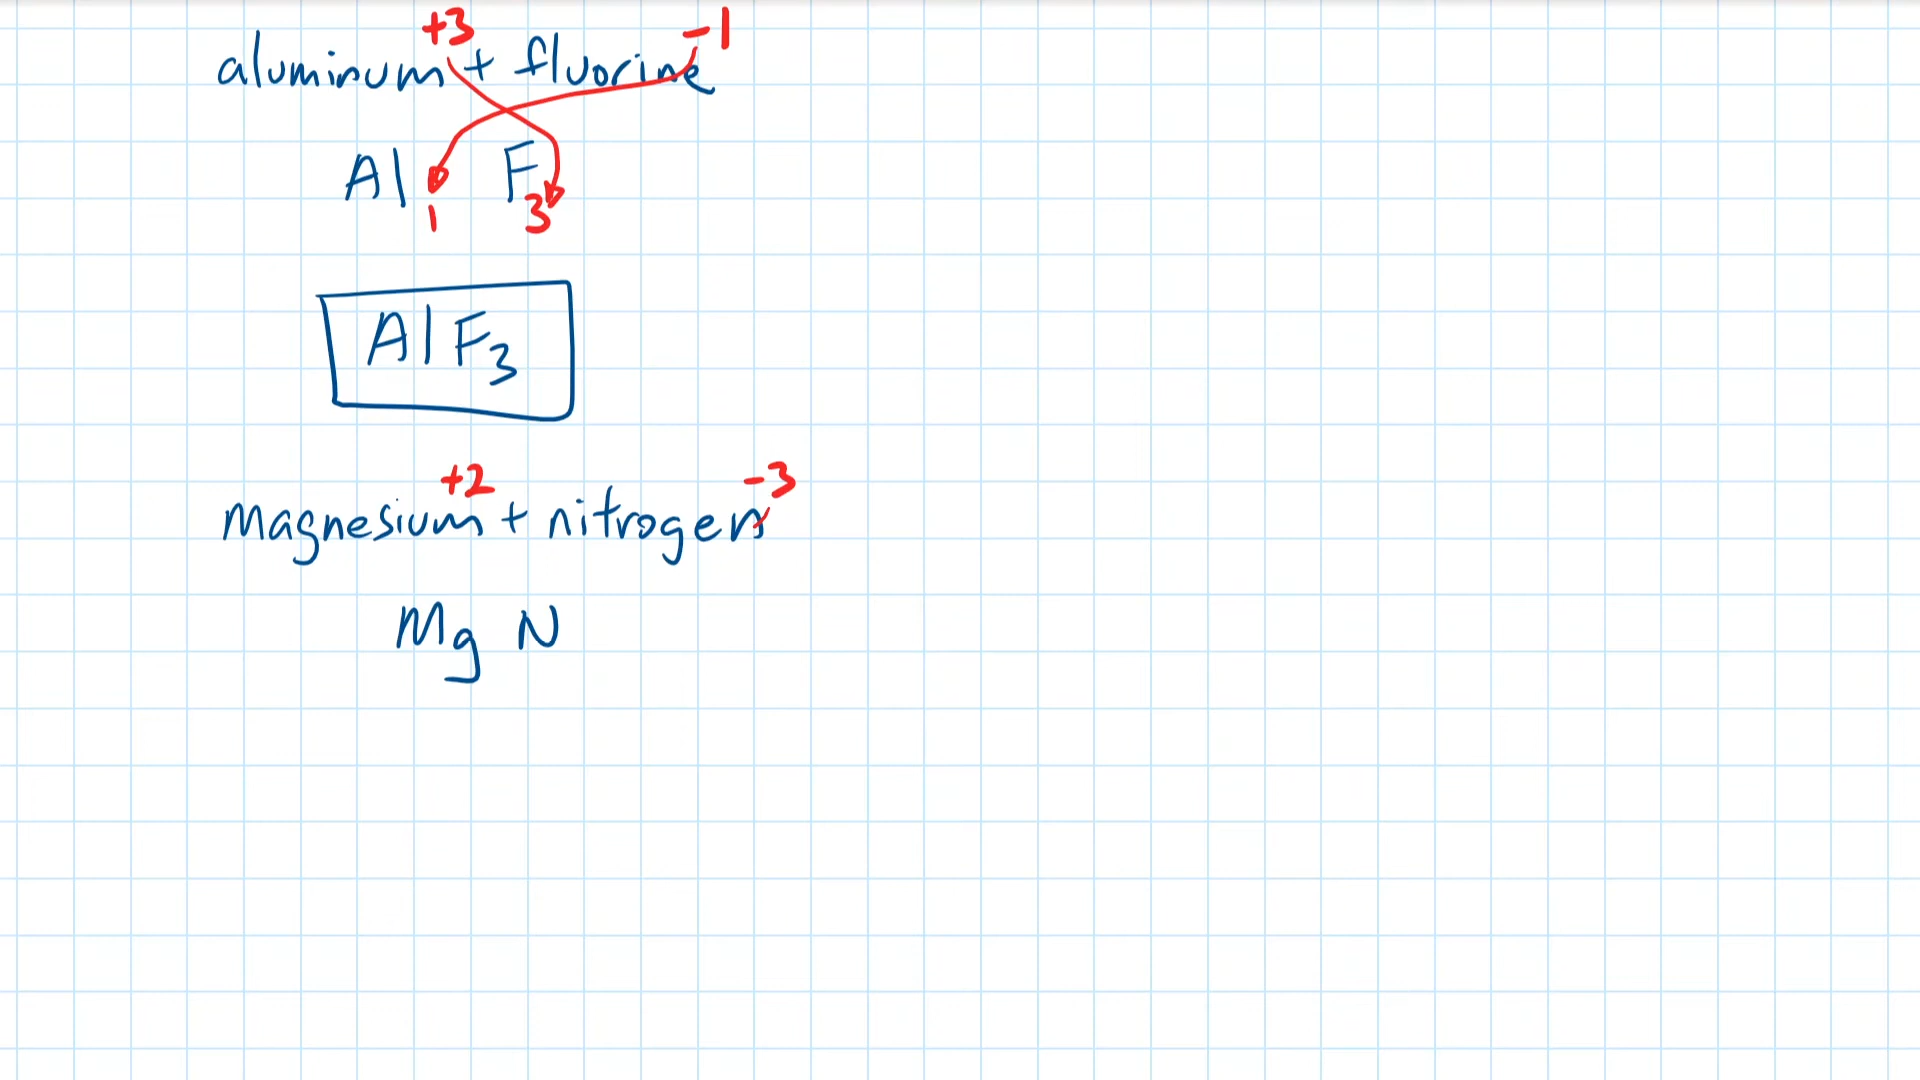 +3 -1
aluminum + fluorine
Al F
1 3
AlF₃
+2 -3
magnesium + nitrogen
Mg N